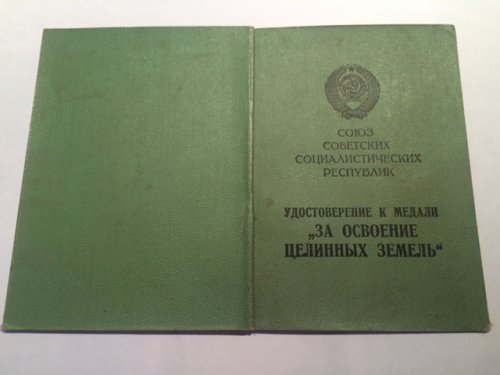 СОЮЗ
СОВЕТСКИХ
СОЦИАЛИСТИЧЕСКИХ
РЕСПУБЛИК
УДОСТОВЕРЕНИЕ К МЕДАЛИ
„ЗА ОСВОЕНИЕ
ЦЕЛИННЫХ ЗЕМЕЛЬ“